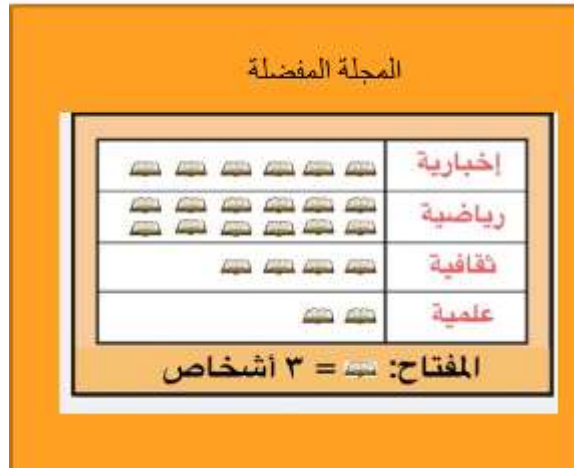 المجلة المفضلة
إخبارية
رياضية
ثقافية
علمية
المفتاح: = ٣ أشخاص